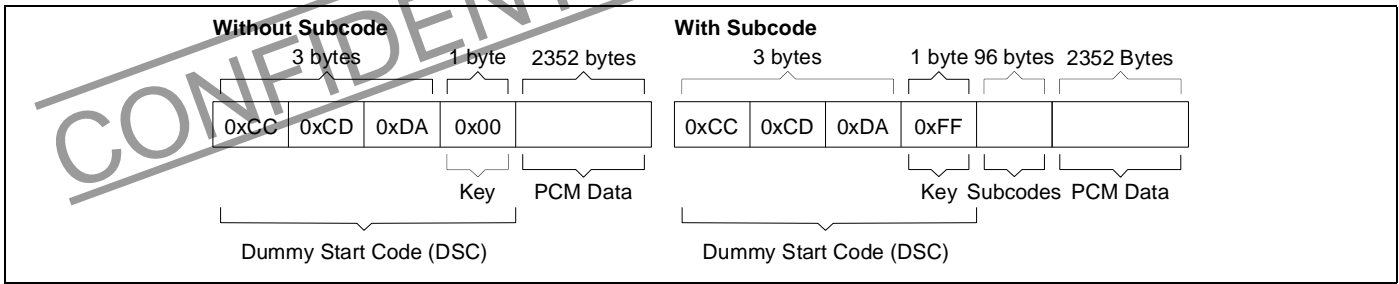 Without Subcode With Subcode
3 bytes 1 byte 2352 bytes 3 bytes 1 byte 96 bytes 2352 Bytes
0xCC 0xCD 0xDA 0x00 0xCC 0xCD 0xDA 0xFF
Key PCM Data Key Subcodes PCM Data
Dummy Start Code (DSC) Dummy Start Code (DSC)
CONFIDENT